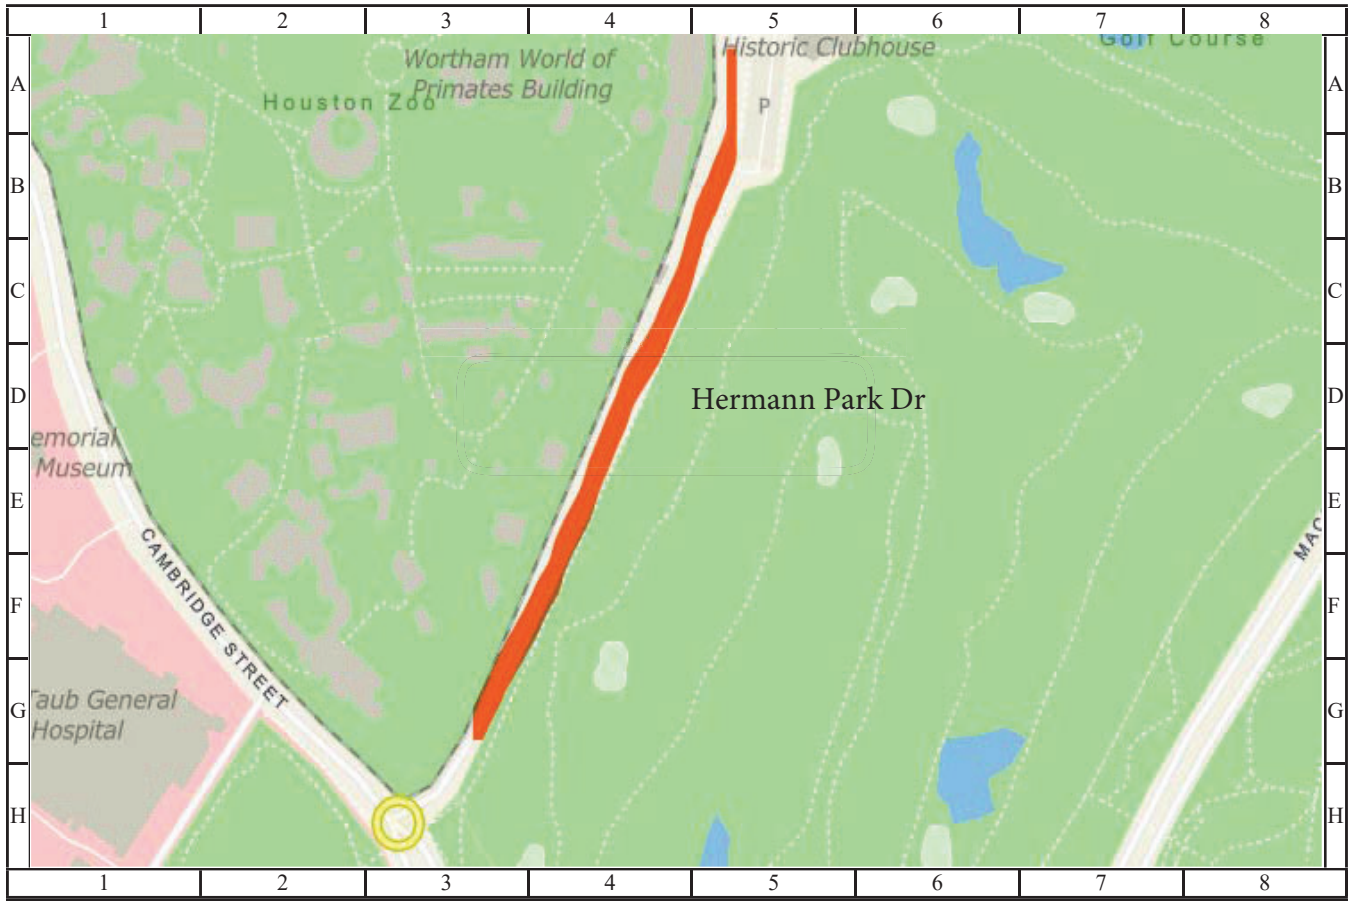 1 2 3 4 5 6 7 8
A A
Historic Clubhouse
Golf Course
Wortham World of
Primates Building
Houston Zoo
P
B B
C C
D D
Hermann Park Dr
emorial
Museum
E E
MAC
CAMBRIDGE STREET
F F
Taub General
Hospital
G G
H H
1 2 3 4 5 6 7 8